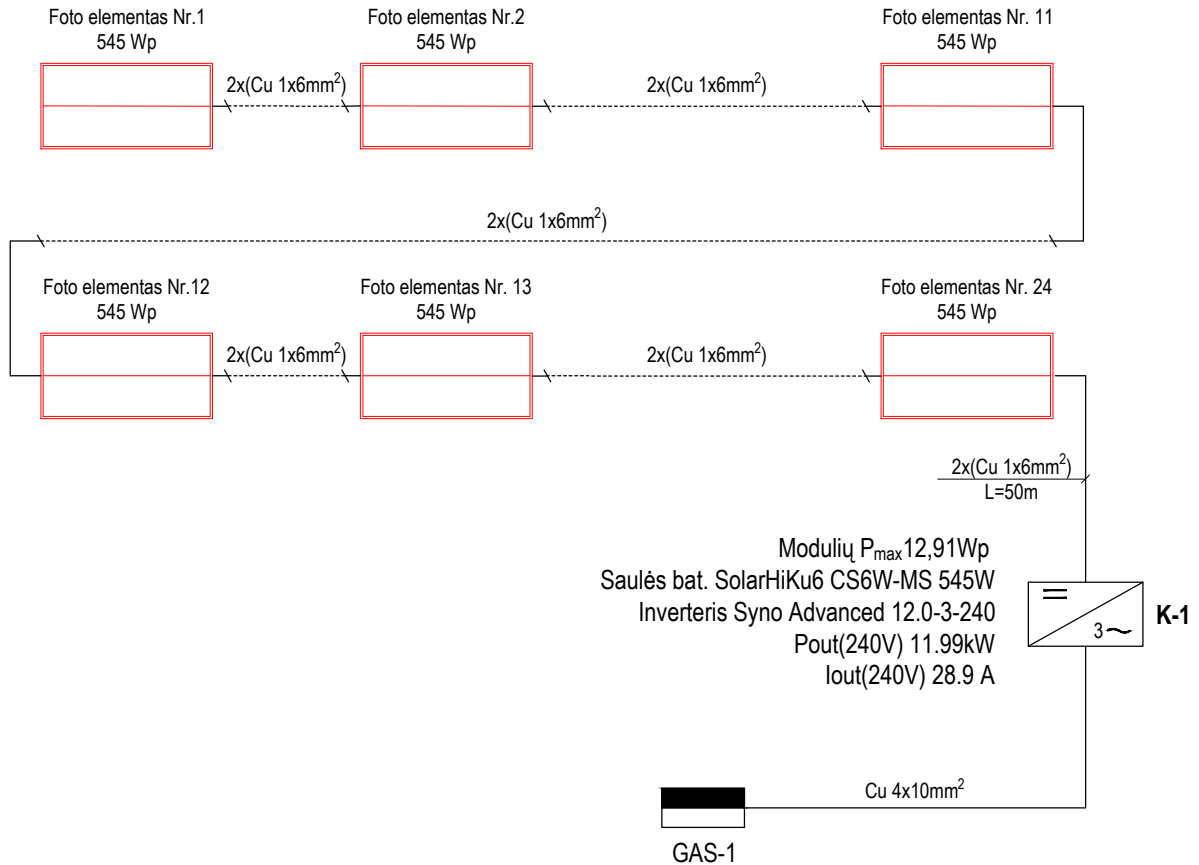 Foto elementas Nr.1
545 Wp
Foto elementas Nr.2
545 Wp
Foto elementas Nr. 11
545 Wp
2x(Cu 1x6mm²)
2x(Cu 1x6mm²)
2x(Cu 1x6mm²)
Foto elementas Nr.12
545 Wp
Foto elementas Nr. 13
545 Wp
Foto elementas Nr. 24
545 Wp
2x(Cu 1x6mm²)
2x(Cu 1x6mm²)
2x(Cu 1x6mm²)
L=50m
Modulių Pmax12,91Wp
Saulės bat. SolarHiKu6 CS6W-MS 545W
Inverteris Syno Advanced 12.0-3-240
Pout(240V) 11.99kW
Iout(240V) 28.9 A
3~
K-1
Cu 4x10mm²
GAS-1